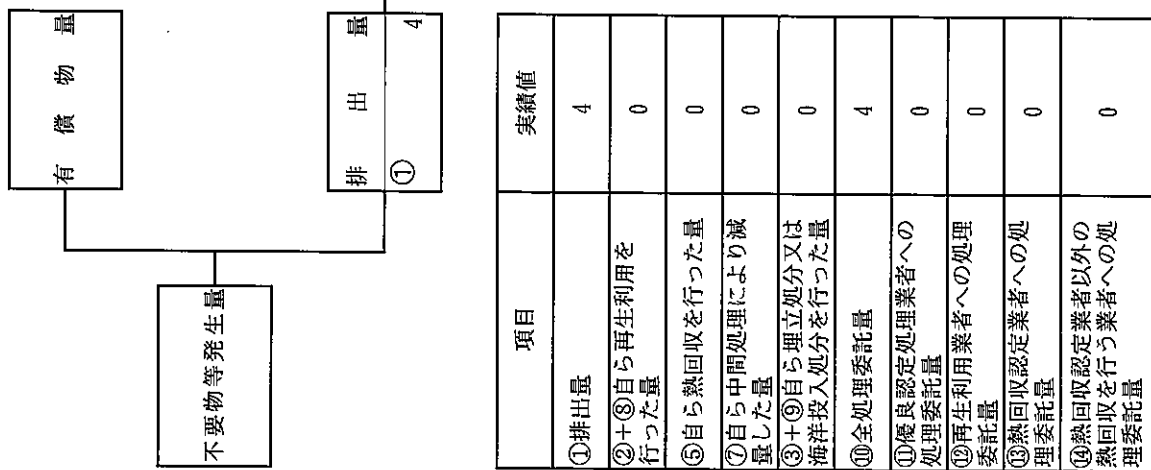 有償物量
不要物等発生量
排出量
① 4
項目 実績値
①排出量 4
②+⑧自ら再生利用を
行った量 0
⑤自ら熱回収を行った量 0
⑦自ら中間処理により減
量した量 0
③+⑨自ら埋立処分又は
海洋投入処分を行った量 0
⑩全処理委託量 4
⑪優良認定処理業者への
処理委託量 0
⑫再生利用業者への処理
委託量 0
⑬熱回収認定業者への処
理委託量 0
⑭熱回収認定業者以外の
熱回収を行う業者への処
理委託量 0